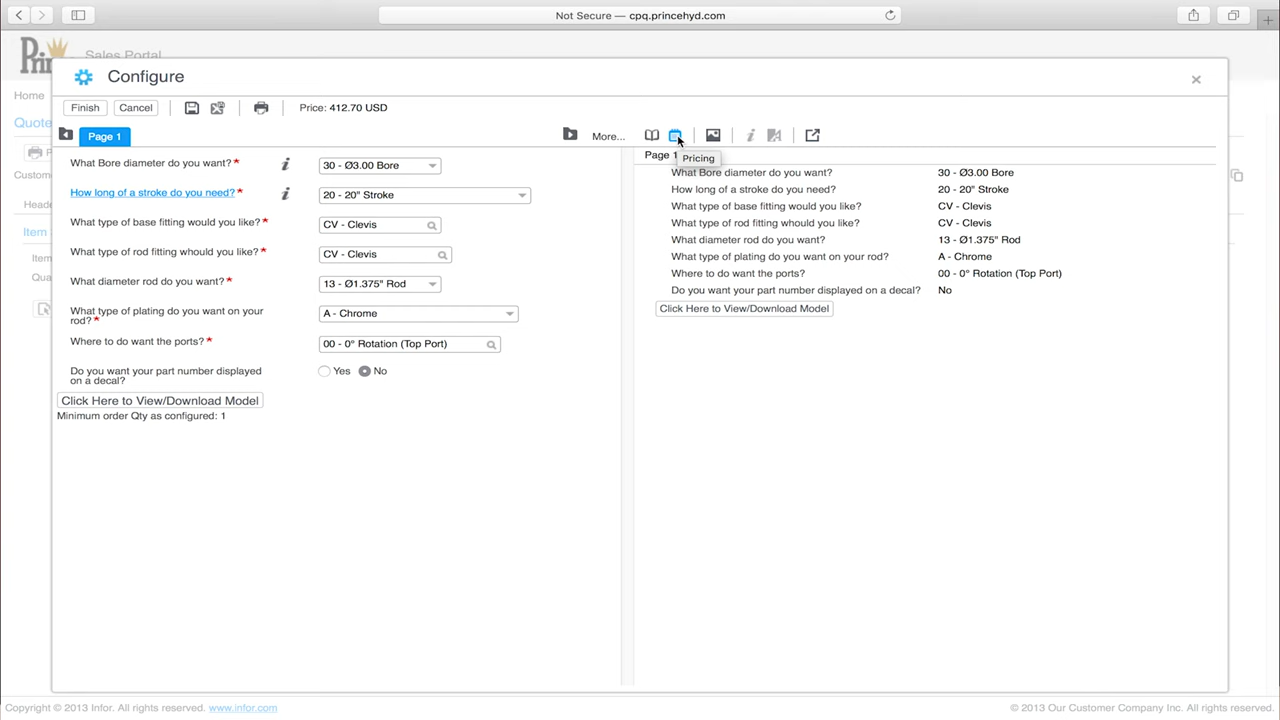 Not Secure — cpq.princehyd.com
Sales Portal
Configure
Home
Finish
Cancel
Price: 412.70 USD
Quote
Page 1
More...
Pricing
Page 1
What Bore diameter do you want?*
30 - Ø3.00 Bore
How long of a stroke do you need?*
20 - 20" Stroke
What type of base fitting would you like?*
CV - Clevis
What type of rod fitting whould you like?*
CV - Clevis
What diameter rod do you want?*
13 - Ø1.375" Rod
What type of plating do you want on your
rod?*
A - Chrome
Where to do want the ports?*
00 - 0° Rotation (Top Port)
Do you want your part number displayed
on a decal?
Yes
No
Click Here to View/Download Model
Minimum order Qty as configured: 1
What Bore diameter do you want?
30 - Ø3.00 Bore
How long of a stroke do you need?
20 - 20" Stroke
What type of base fitting would you like?
CV - Clevis
What type of rod fitting whould you like?
CV - Clevis
What diameter rod do you want?
13 - Ø1.375" Rod
What type of plating do you want on your rod?
A - Chrome
Where to do want the ports?
00 - 0° Rotation (Top Port)
Do you want your part number displayed on a decal?
No
Click Here to View/Download Model
Copyright © 2013 Infor. All rights reserved. www.infor.com
© 2013 Our Customer Company Inc. All rights reserved.